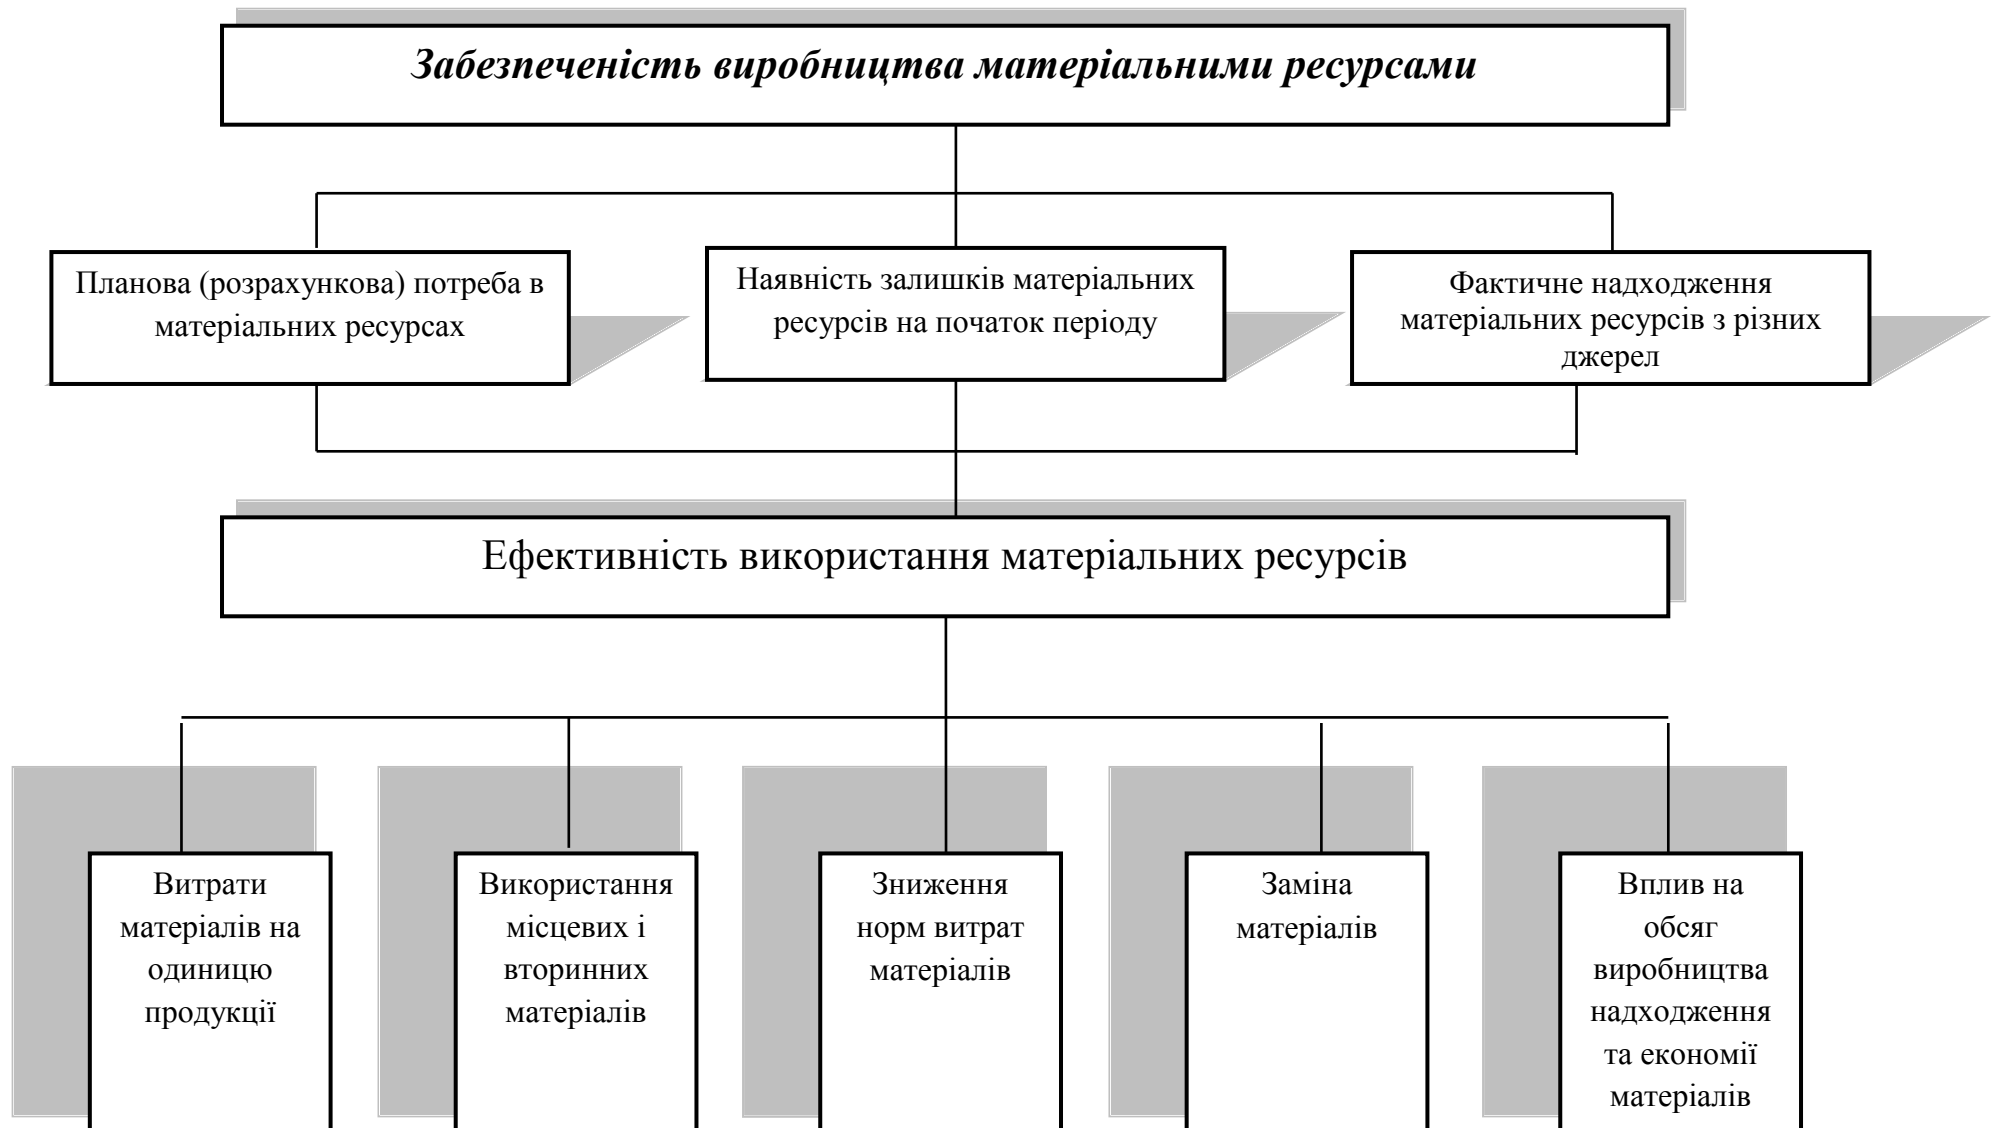 Забезпеченість виробництва матеріальними ресурсами
Планова (розрахункова) потреба в
матеріальних ресурсах
Наявність залишків матеріальних
ресурсів на початок періоду
Фактичне надходження
матеріальних ресурсів з різних
джерел
Ефективність використання матеріальних ресурсів
Витрати
матеріалів на
одиницю
продукції
Використання
місцевих і
вторинних
матеріалів
Зниження
норм витрат
матеріалів
Заміна
матеріалів
Вплив на
обсяг
виробництва
надходження
та економії
матеріалів